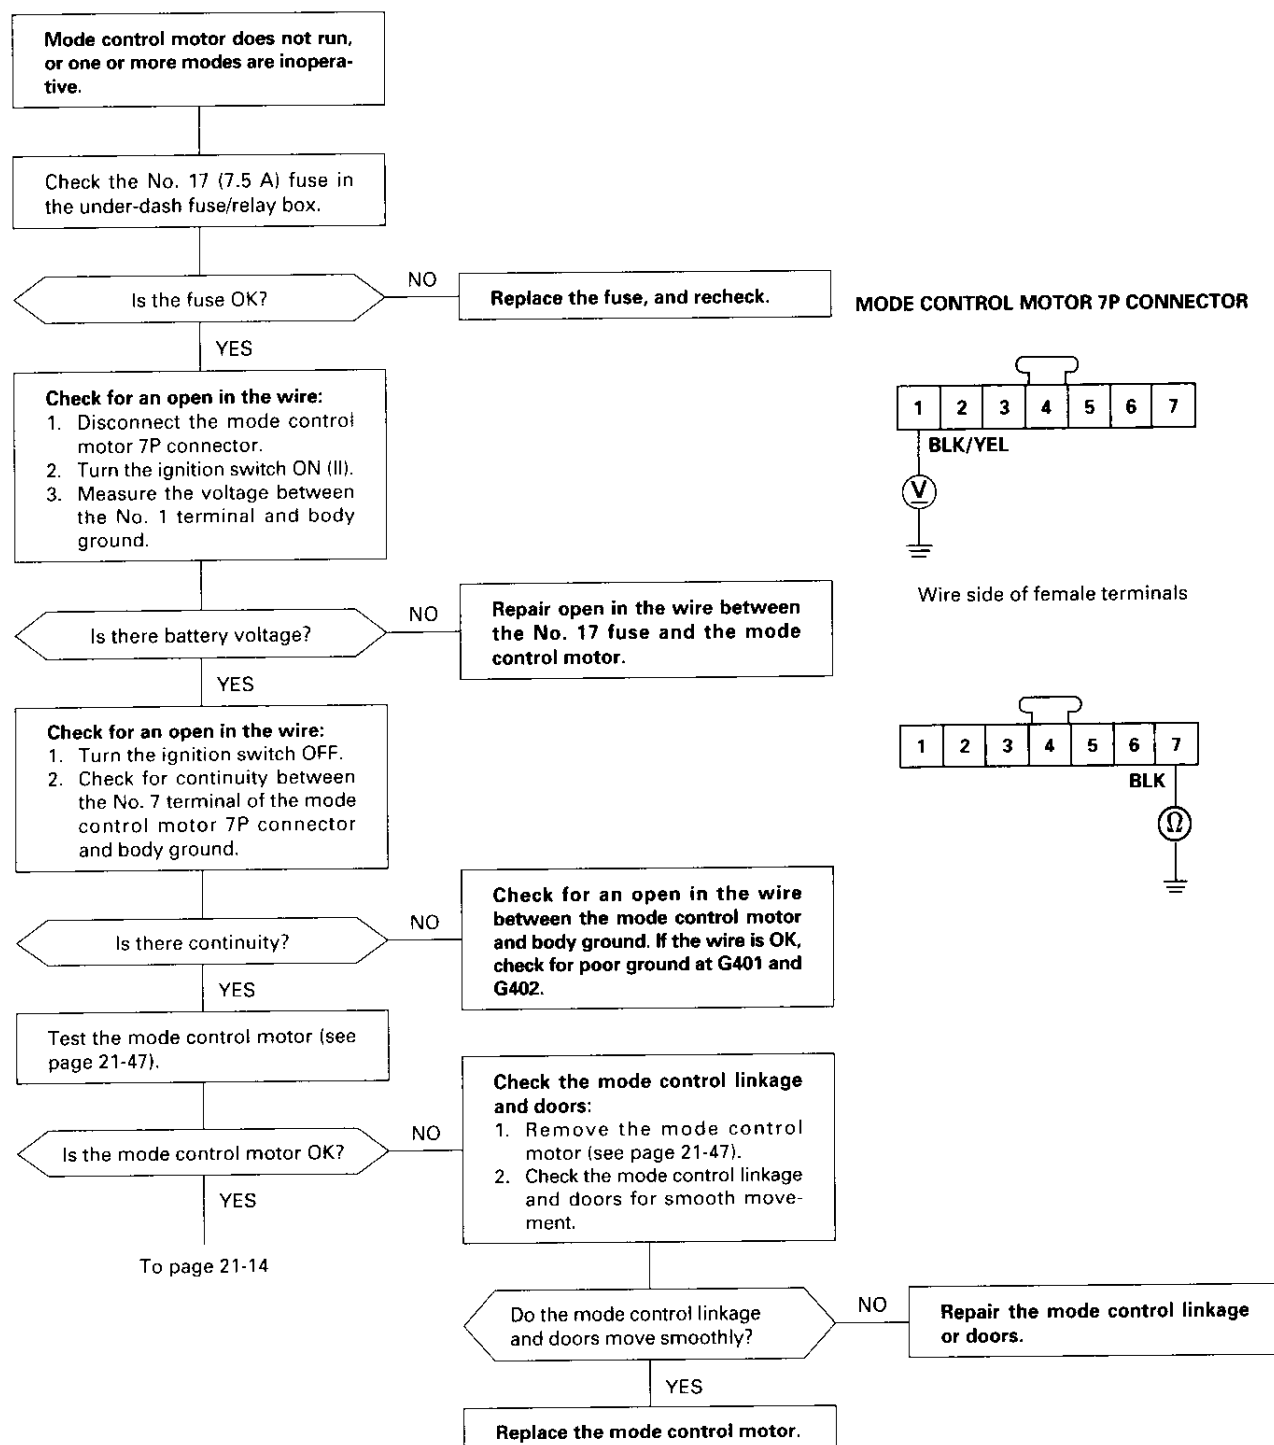 Mode control motor does not run,
or one or more modes are inopera-
tive.
Check the No. 17 (7.5 A) fuse in
the under-dash fuse/relay box.
Is the fuse OK?
NO
Replace the fuse, and recheck.
YES
Check for an open in the wire:
1. Disconnect the mode control
motor 7P connector.
2. Turn the ignition switch ON (II).
3. Measure the voltage between
the No. 1 terminal and body
ground.
Is there battery voltage?
NO
Repair open in the wire between
the No. 17 fuse and the mode
control motor.
YES
Check for an open in the wire:
1. Turn the ignition switch OFF.
2. Check for continuity between
the No. 7 terminal of the mode
control motor 7P connector
and body ground.
Is there continuity?
NO
Check for an open in the wire
between the mode control motor
and body ground. If the wire is OK,
check for poor ground at G401 and
G402.
YES
Test the mode control motor (see
page 21-47).
Is the mode control motor OK?
NO
Check the mode control linkage
and doors:
1. Remove the mode control
motor (see page 21-47).
2. Check the mode control linkage
and doors for smooth move-
ment.
YES
To page 21-14
Do the mode control linkage
and doors move smoothly?
NO
Repair the mode control linkage
or doors.
YES
Replace the mode control motor.
MODE CONTROL MOTOR 7P CONNECTOR
1 2 3 4 5 6 7
BLK/YEL
V
Wire side of female terminals
1 2 3 4 5 6 7
BLK
Ω